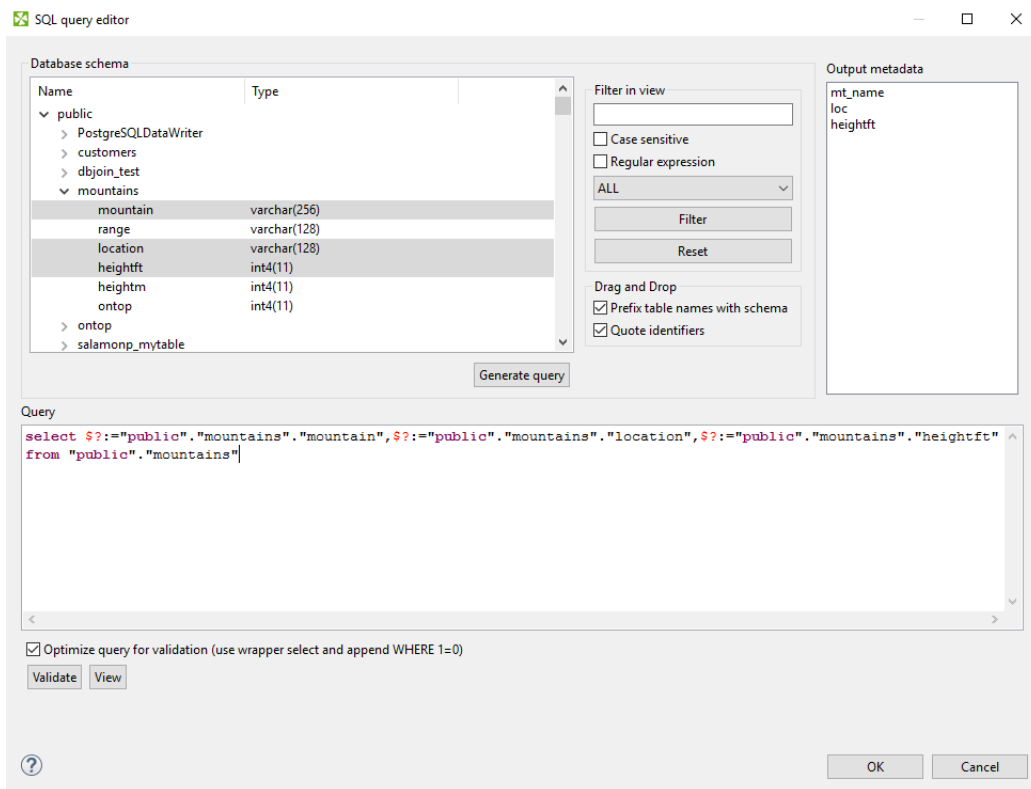 SQL query editor
Database schema
Name Type
public
PostgreSQLDataWriter
customers
dbjoin_test
mountains
mountain varchar(256)
range varchar(128)
location varchar(128)
heightft int4(11)
heightm int4(11)
ontop int4(11)
ontop
salamonp_mytable
Generate query
Filter in view
Case sensitive
Regular expression
ALL
Filter
Reset
Drag and Drop
Prefix table names with schema
Quote identifiers
Output metadata
mt_name
loc
heightft
Query
select $?:="public"."mountains"."mountain",$?:="public"."mountains"."location",$?:="public"."mountains"."heightft"
from "public"."mountains"
Optimize query for validation (use wrapper select and append WHERE 1=0)
Validate View
? OK Cancel